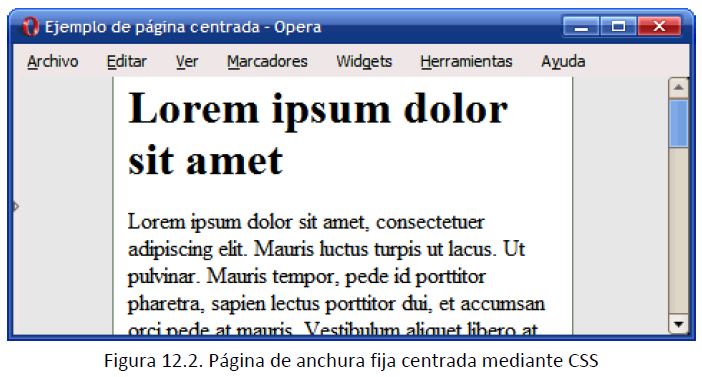 Ejemplo de página centrada - Opera
Archivo Editar Ver Marcadores Widgets Herramientas Ayuda
Lorem ipsum dolor
sit amet
Lorem ipsum dolor sit amet, consectetuer
adipiscing elit. Mauris luctus turpis ut lacus. Ut
pulvinar. Mauris tempor, pede id porttitor
pharetra, sapien lectus porttitor dui, et accumsan
orci pede at mauris. Vestibulum aliquet libero at
Figura 12.2. Página de anchura fija centrada mediante CSS